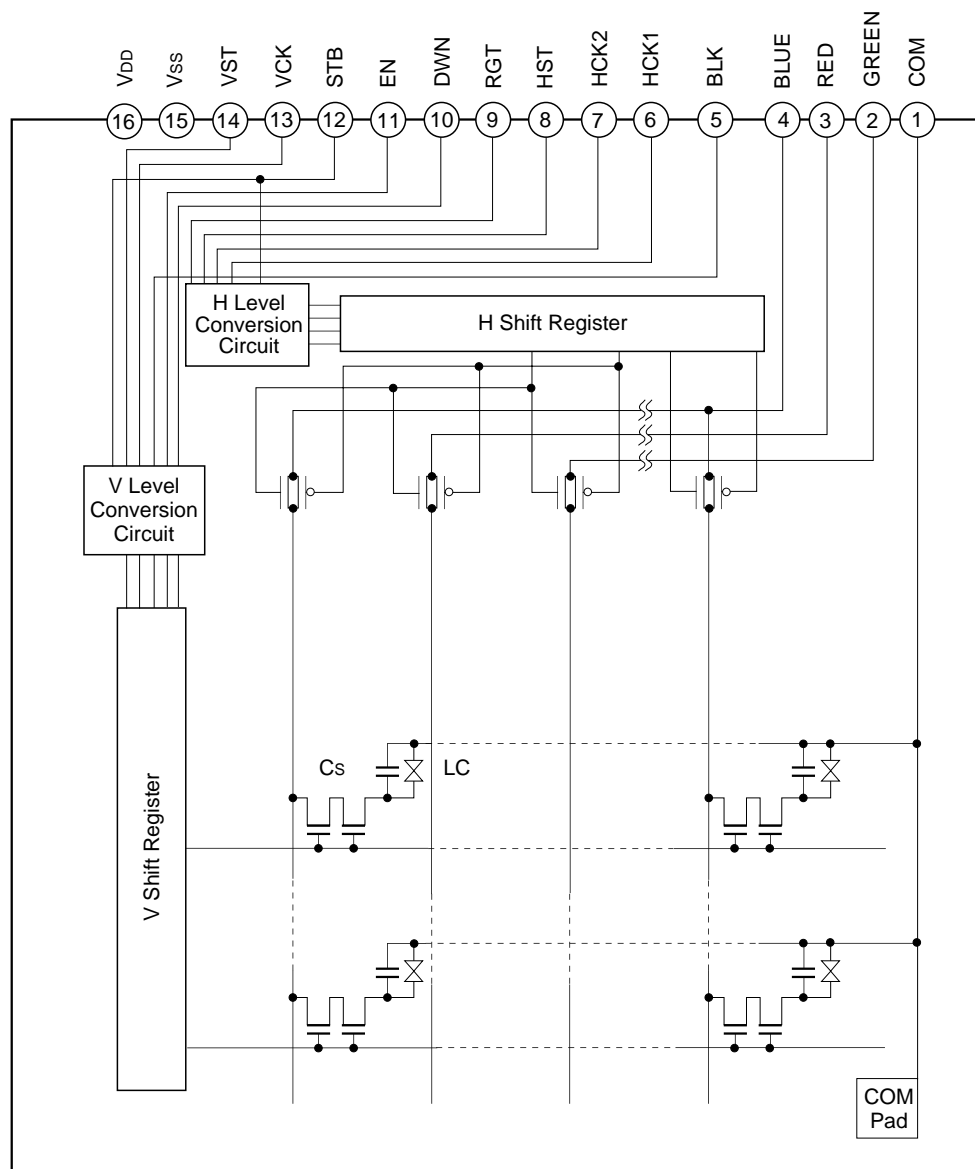 VDD
VSS
VST
VCK
STB
EN
DWN
RGT
HST
HCK2
HCK1
BLK
BLUE
RED
GREEN
COM
16
15
14
13
12
11
10
9
8
7
6
5
4
3
2
1
H Level
Conversion
Circuit
H Shift Register
V Level
Conversion
Circuit
V Shift Register
CS
LC
COM
Pad